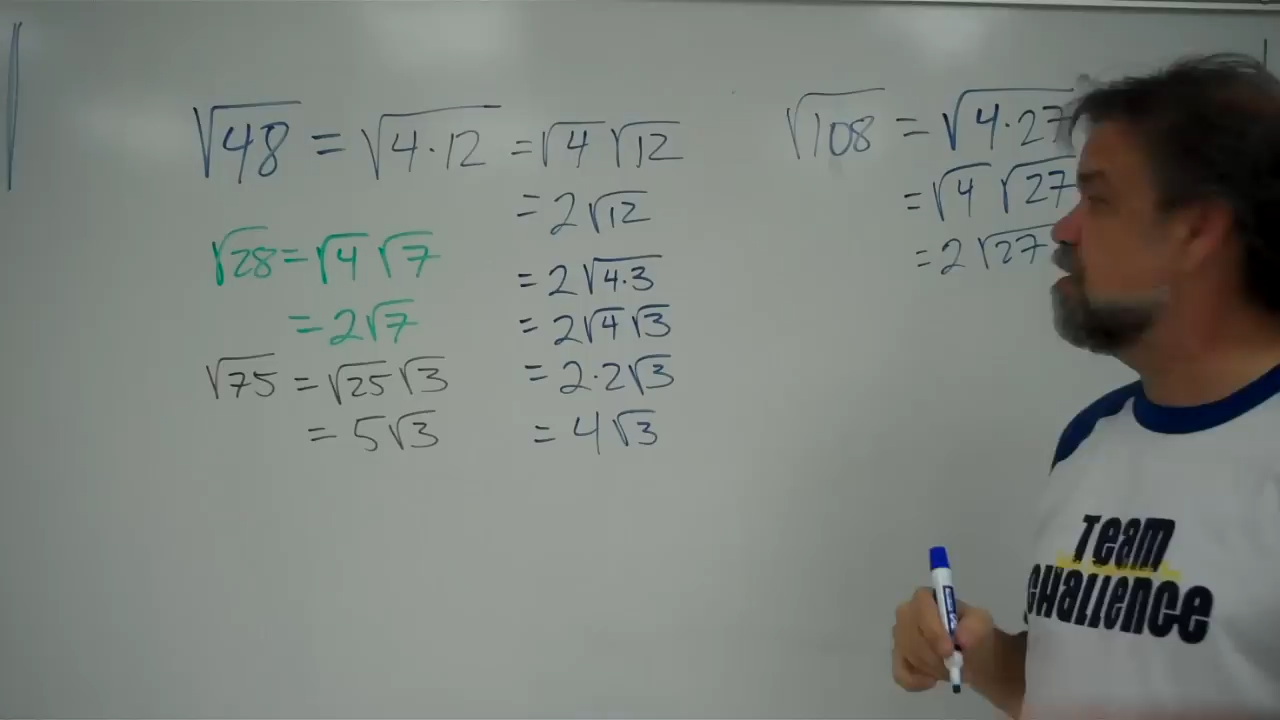 √48 = √4·12 = √4 √12
= 2√12
= 2√4·3
= 2√4 √3
= 2·2√3
= 4√3
√28 = √4 √7
= 2√7
√75 = √25 √3
= 5√3
√108 = √4·27
= √4 √27
= 2√27
Team
Challence